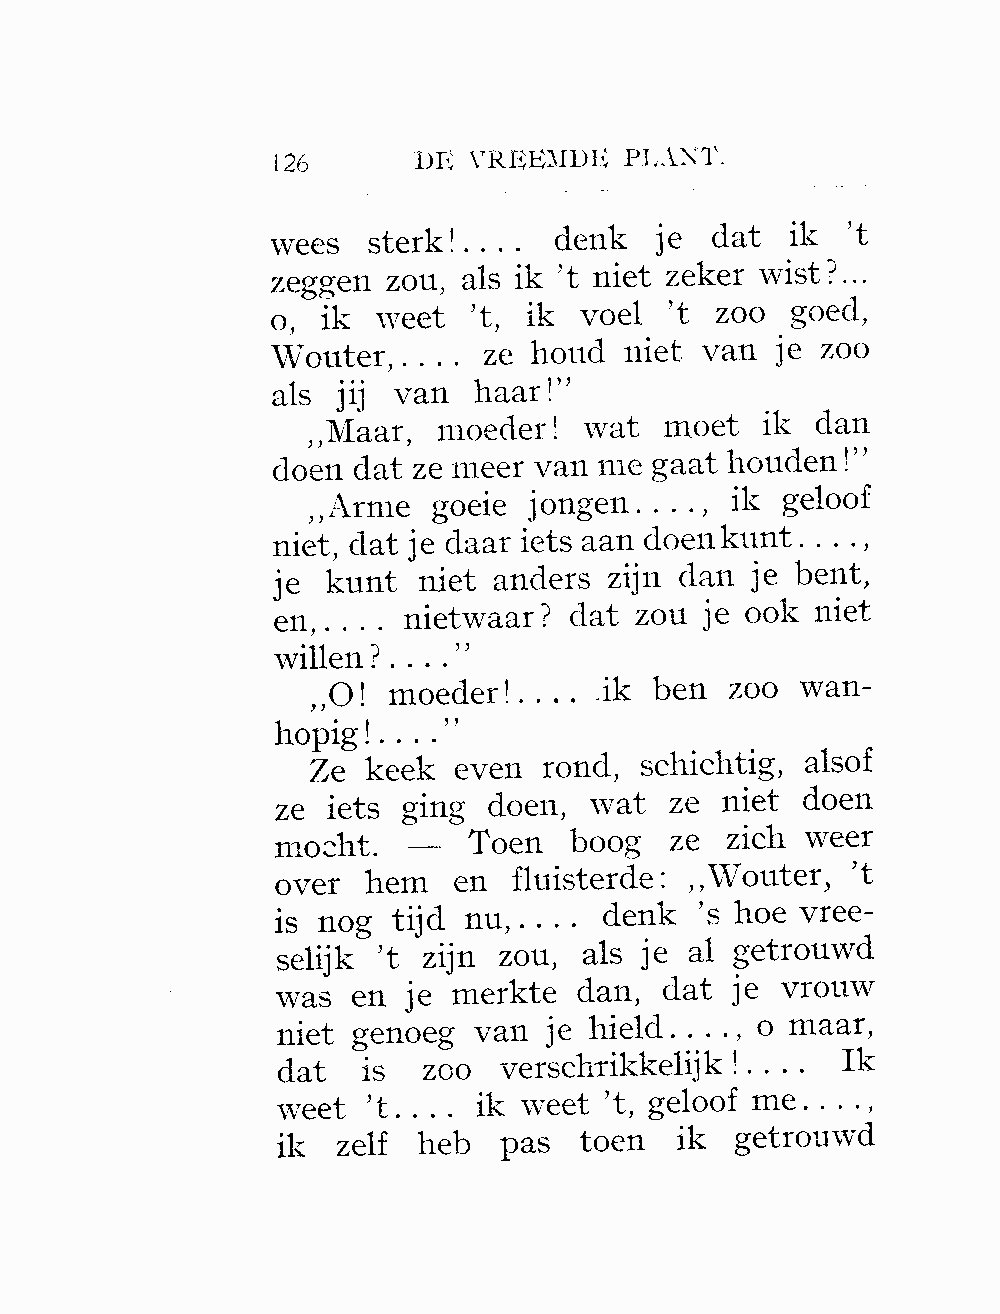 126 DE VREEMDE PLANT.
wees sterk!.... denk je dat ik ’t
zeggen zou, als ik ’t niet zeker wist?...
o, ik weet ’t, ik voel ’t zoo goed,
Wouter,.... ze houd niet van je zoo
als jij van haar!”
,,Maar, moeder! wat moet ik dan
doen dat ze meer van me gaat houden!”
,,Arme goeie jongen...., ik geloof
niet, dat je daar iets aan doen kunt....,
je kunt niet anders zijn dan je bent,
en,.... nietwaar? dat zou je ook niet
willen?....”
,,O! moeder!.... ik ben zoo wan-
hopig!....”
Ze keek even rond, schichtig, alsof
ze iets ging doen, wat ze niet doen
mocht. — Toen boog ze zich weer
over hem en fluisterde: ,,Wouter, ’t
is nog tijd nu,.... denk ’s hoe vree-
selijk ’t zijn zou, als je al getrouwd
was en je merkte dan, dat je vrouw
niet genoeg van je hield...., o maar,
dat is zoo verschrikkelijk!.... Ik
weet ’t.... ik weet ’t, geloof me....,
ik zelf heb pas toen ik getrouwd